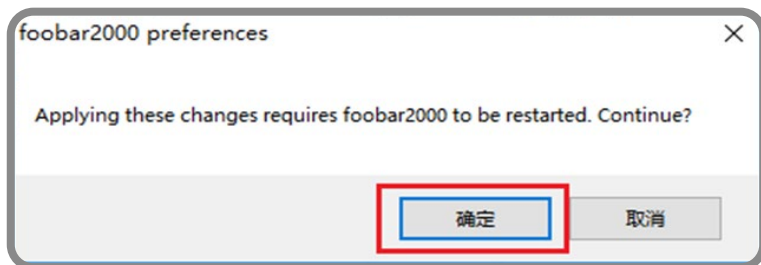 foobar2000 preferences
Applying these changes requires foobar2000 to be restarted. Continue?
确定 取消